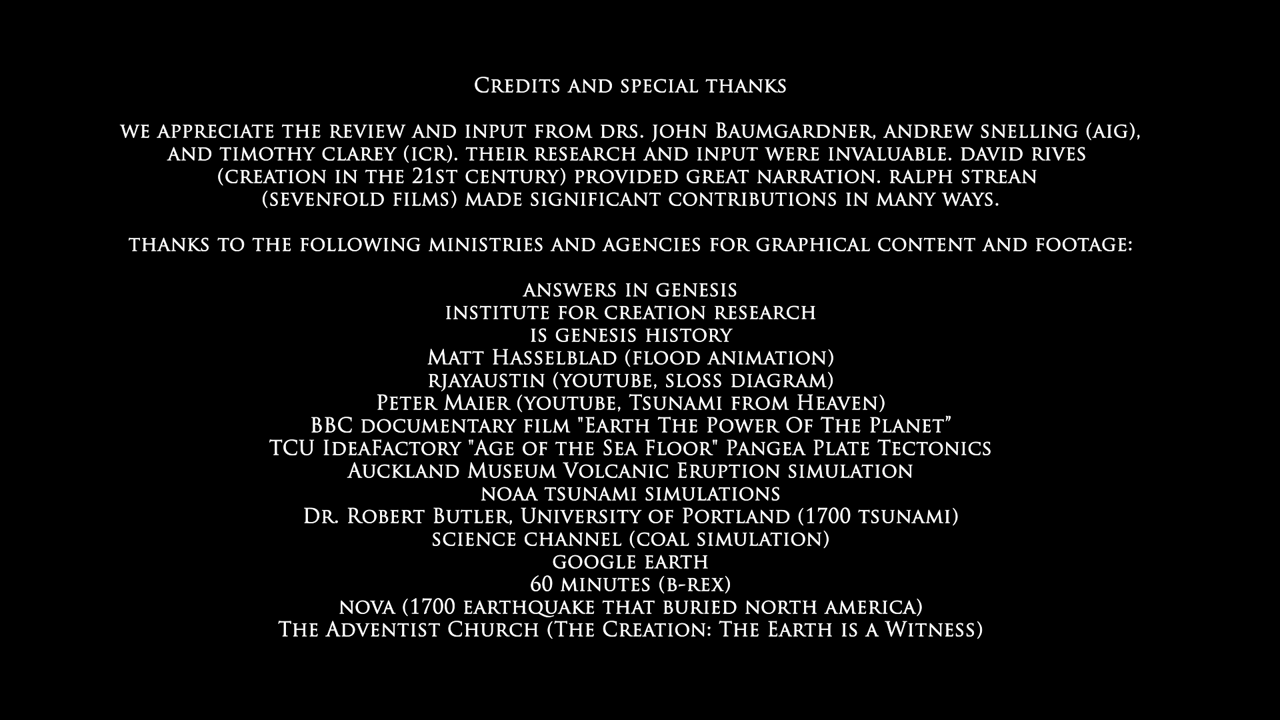 Credits and special thanks
we appreciate the review and input from Drs. John Baumgardner, Andrew Snelling (AIG),
and Timothy Clarey (ICR). Their research and input were invaluable. David Rives
(Creation in the 21st Century) provided great narration. Ralph Strean
(Sevenfold Films) made significant contributions in many ways.
Thanks to the following ministries and agencies for graphical content and footage:
Answers in Genesis
Institute for Creation Research
Is Genesis History
Matt Hasselblad (flood animation)
rjayaustin (YouTube, Sloss diagram)
Peter Maier (YouTube, Tsunami from Heaven)
BBC documentary film "Earth The Power Of The Planet”
TCU IdeaFactory "Age of the Sea Floor" Pangea Plate Tectonics
Auckland Museum Volcanic Eruption simulation
NOAA tsunami simulations
Dr. Robert Butler, University of Portland (1700 tsunami)
Science Channel (coal simulation)
Google Earth
60 Minutes (B-Rex)
NOVA (1700 earthquake that buried North America)
The Adventist Church (The Creation: The Earth is a Witness)